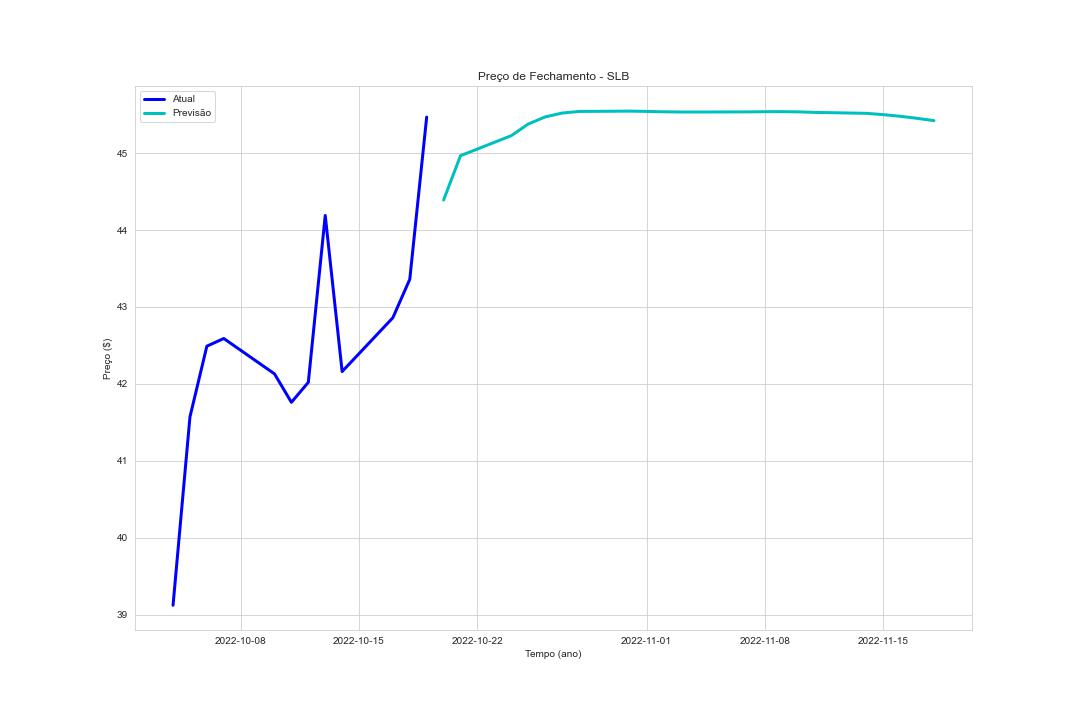 Preço de Fechamento - SLB
Atual
Previsão
45
44
43
42
41
40
39
Preço ($)
2022-10-08 2022-10-15 2022-10-22 2022-11-01 2022-11-08 2022-11-15
Tempo (ano)